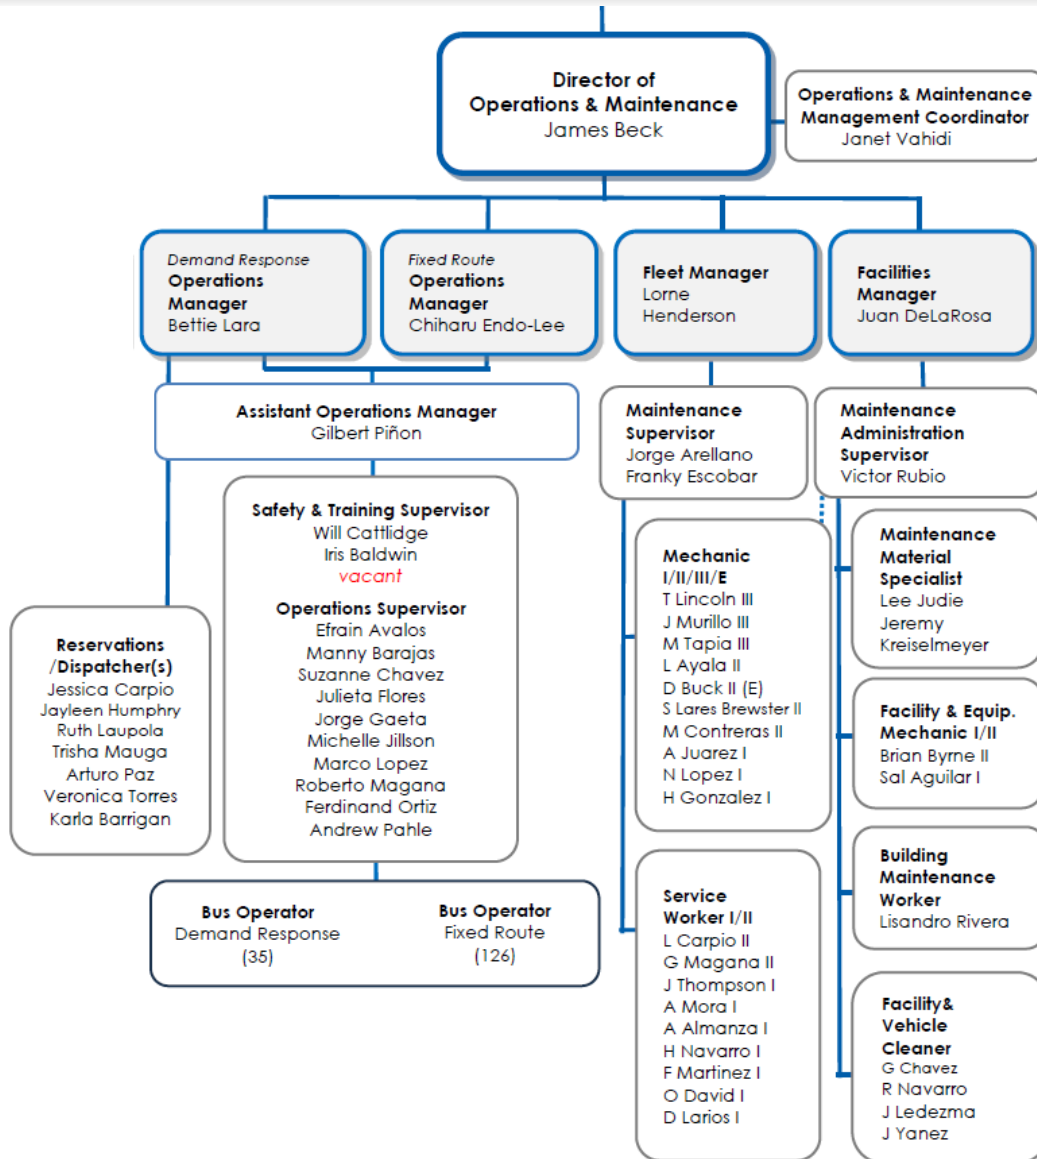 Director of
Operations & Maintenance
James Beck
Operations & Maintenance
Management Coordinator
Janet Vahidi
Demand Response
Operations
Manager
Bettie Lara
Fixed Route
Operations
Manager
Chiharu Endo-Lee
Fleet Manager
Lorne
Henderson
Facilities
Manager
Juan DeLaRosa
Assistant Operations Manager
Gilbert Piñon
Maintenance
Supervisor
Jorge Arellano
Franky Escobar
Maintenance
Administration
Supervisor
Victor Rubio
Safety & Training Supervisor
Will Cattlidge
Iris Baldwin
vacant
Operations Supervisor
Efrain Avalos
Manny Barajas
Suzanne Chavez
Julieta Flores
Jorge Gaeta
Michelle Jillson
Marco Lopez
Roberto Magana
Ferdinand Ortiz
Andrew Pahle
Reservations
/Dispatcher(s)
Jessica Carpio
Jayleen Humphry
Ruth Laupola
Trisha Mauga
Arturo Paz
Veronica Torres
Karla Barrigan
Bus Operator
Demand Response
(35)
Bus Operator
Fixed Route
(126)
Mechanic
I/II/III/E
T Lincoln III
J Murillo III
M Tapia III
L Ayala II
D Buck II (E)
S Lares Brewster II
M Contreras II
A Juarez I
N Lopez I
H Gonzalez I
Service
Worker I/II
L Carpio II
G Magana II
J Thompson I
A Mora I
A Almanza I
H Navarro I
F Martinez I
O David I
D Larios I
Maintenance
Material
Specialist
Lee Judie
Jeremy
Kreiselmeyer
Facility & Equip.
Mechanic I/II
Brian Byrne II
Sal Aguilar I
Building
Maintenance
Worker
Lisandro Rivera
Facility&
Vehicle
Cleaner
G Chavez
R Navarro
J Ledezma
J Yanez